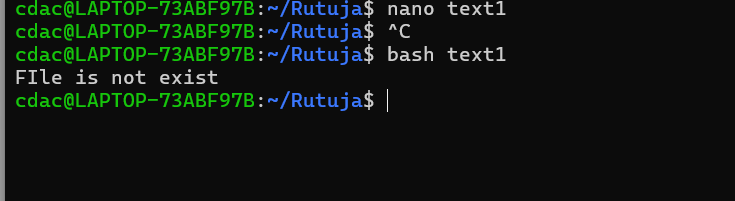 cdac@LAPTOP-73ABF97B:~/Rutuja$ nano text1
cdac@LAPTOP-73ABF97B:~/Rutuja$ ^C
cdac@LAPTOP-73ABF97B:~/Rutuja$ bash text1
FIle is not exist
cdac@LAPTOP-73ABF97B:~/Rutuja$